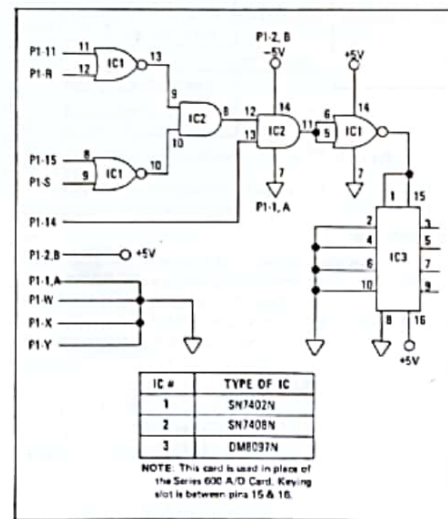 P1-2, B
P1-11 11 13 -5V +5V
P1-R 12 IC1
9 14 14
8 12 11 6
IC2 IC2 5 IC1
P1-15 8 10 13
P1-S 9 IC1 10 7 7
P1-14 P1-1, A
1 15
2 3
P1-2,B +5V 4 5
IC3
P1-1,A 6 7
P1-W 10 9
P1-X 8 16
P1-Y +5V
IC # TYPE OF IC
1 SN7402N
2 SN7408N
3 DM8097N
NOTE: This card is used in place of
the Series 600 A/D Card. Keying
slot is between pins 15 & 16.